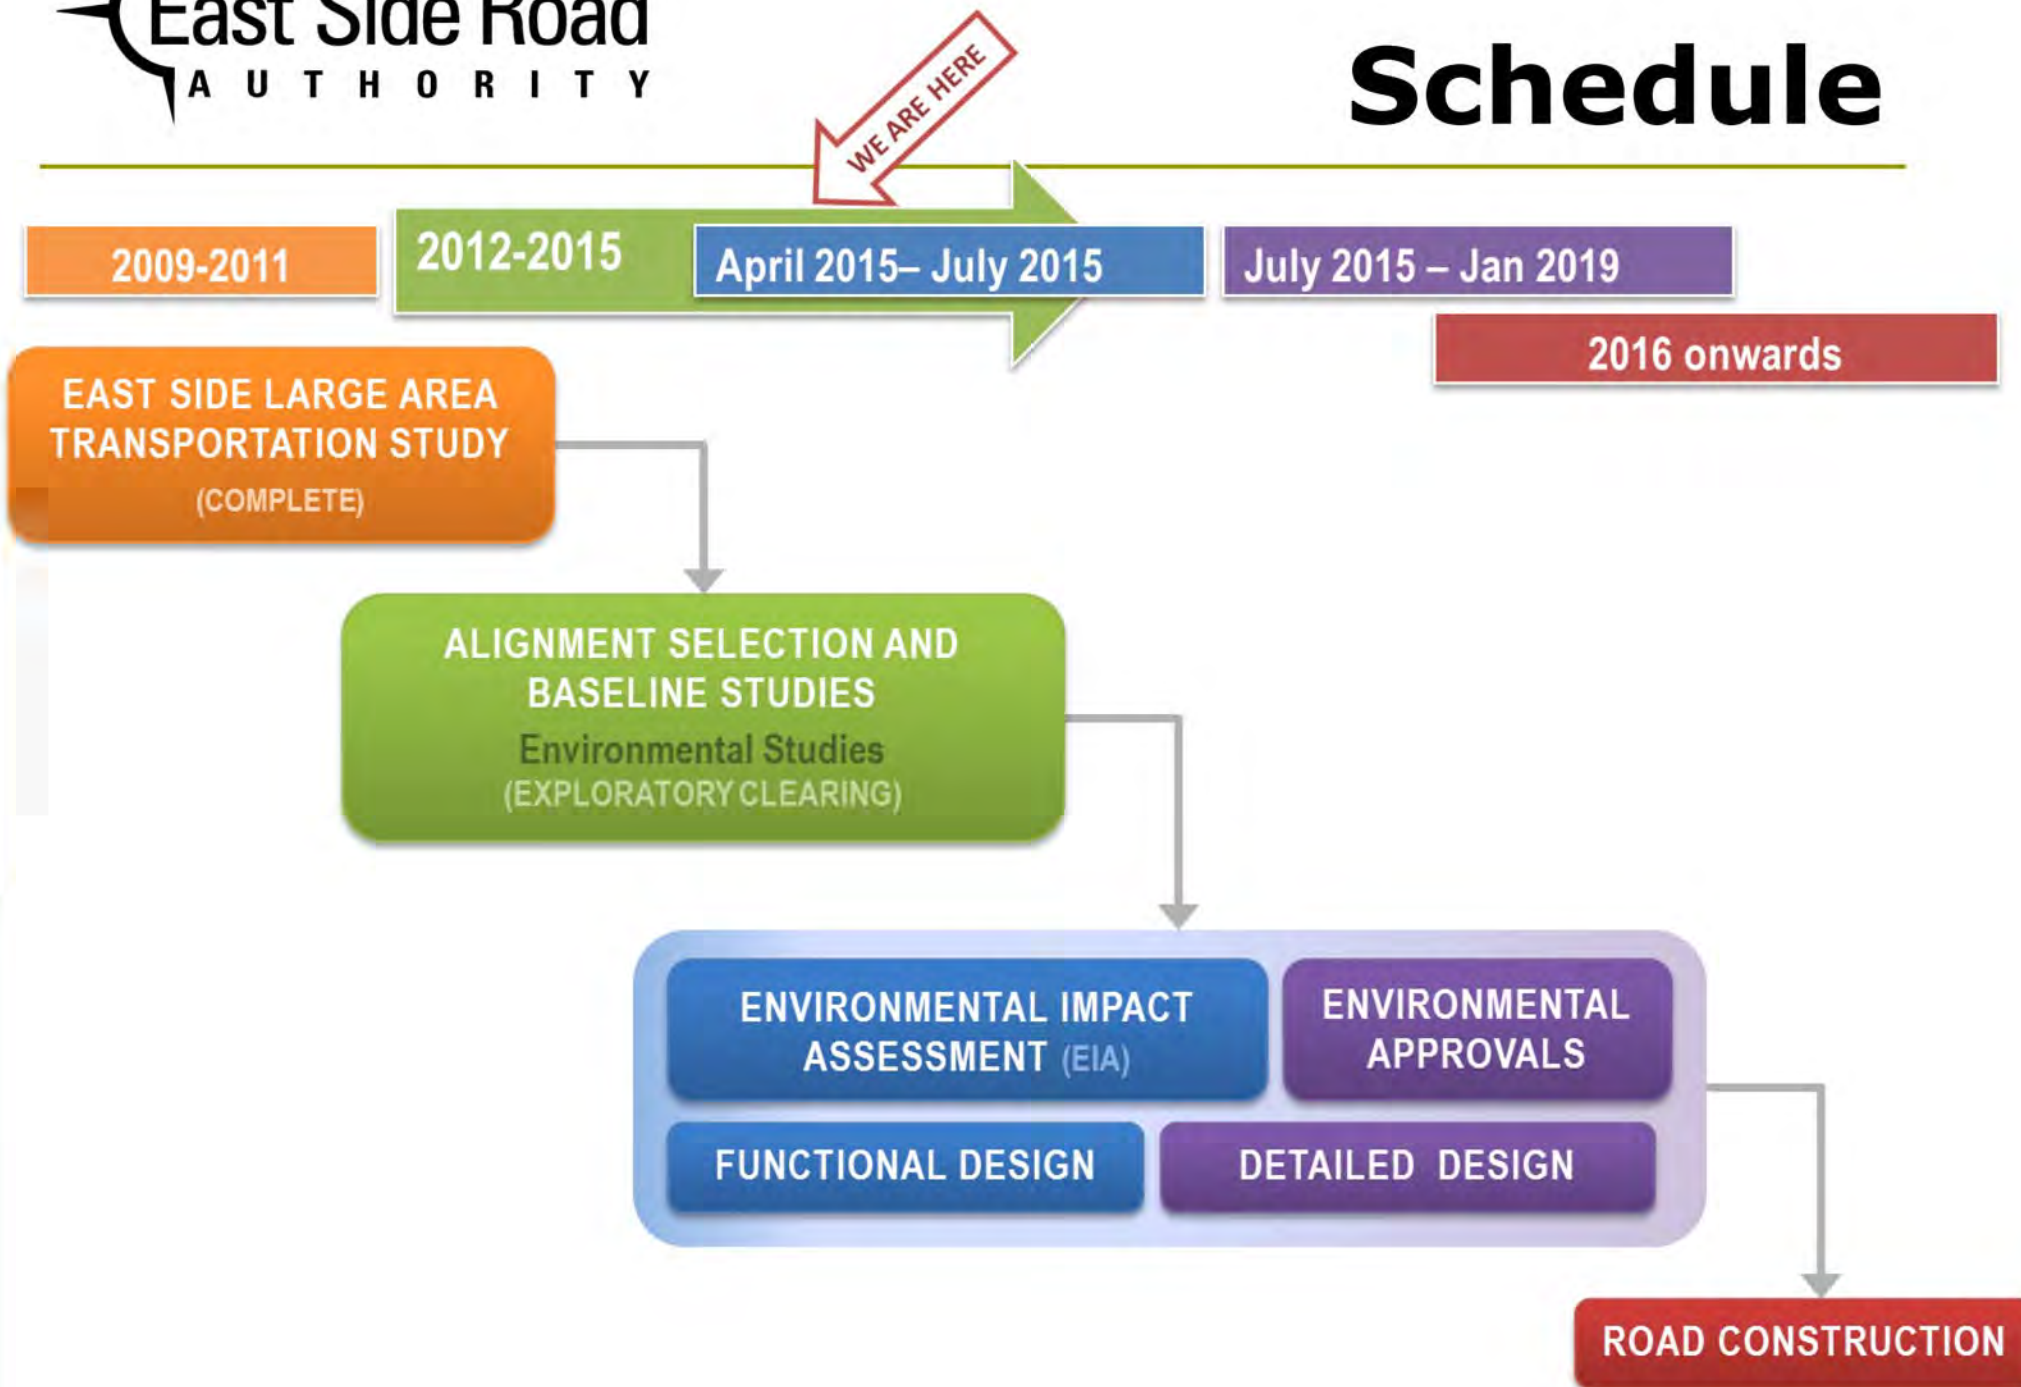 East Side Road
AUTHORITY
WE ARE HERE
Schedule
2009-2011
2012-2015
April 2015– July 2015
July 2015 – Jan 2019
2016 onwards
EAST SIDE LARGE AREA
TRANSPORTATION STUDY
(COMPLETE)
ALIGNMENT SELECTION AND
BASELINE STUDIES
Environmental Studies
(EXPLORATORY CLEARING)
ENVIRONMENTAL IMPACT
ASSESSMENT (EIA)
ENVIRONMENTAL
APPROVALS
FUNCTIONAL DESIGN
DETAILED DESIGN
ROAD CONSTRUCTION